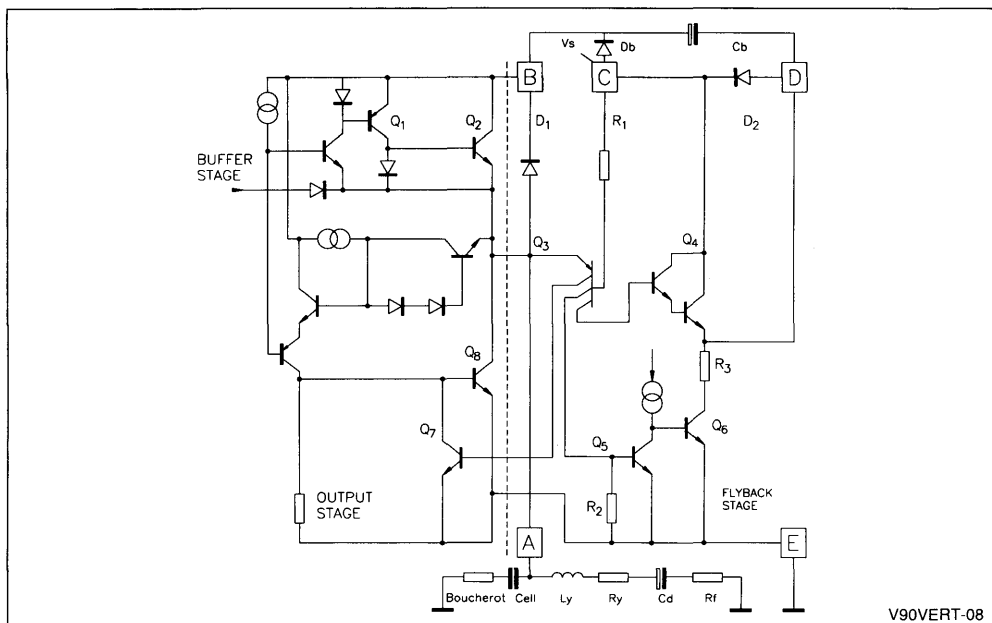 Vs
Db
Cb
B
C
D
Q1
Q2
D1
R1
D2
BUFFER
STAGE
Q3
Q4
Q8
R3
Q7
Q5
Q6
OUTPUT
STAGE
R2
FLYBACK
STAGE
A
E
Boucherot
Cell
Ly
Ry
Cd
Rf
V90VERT-08